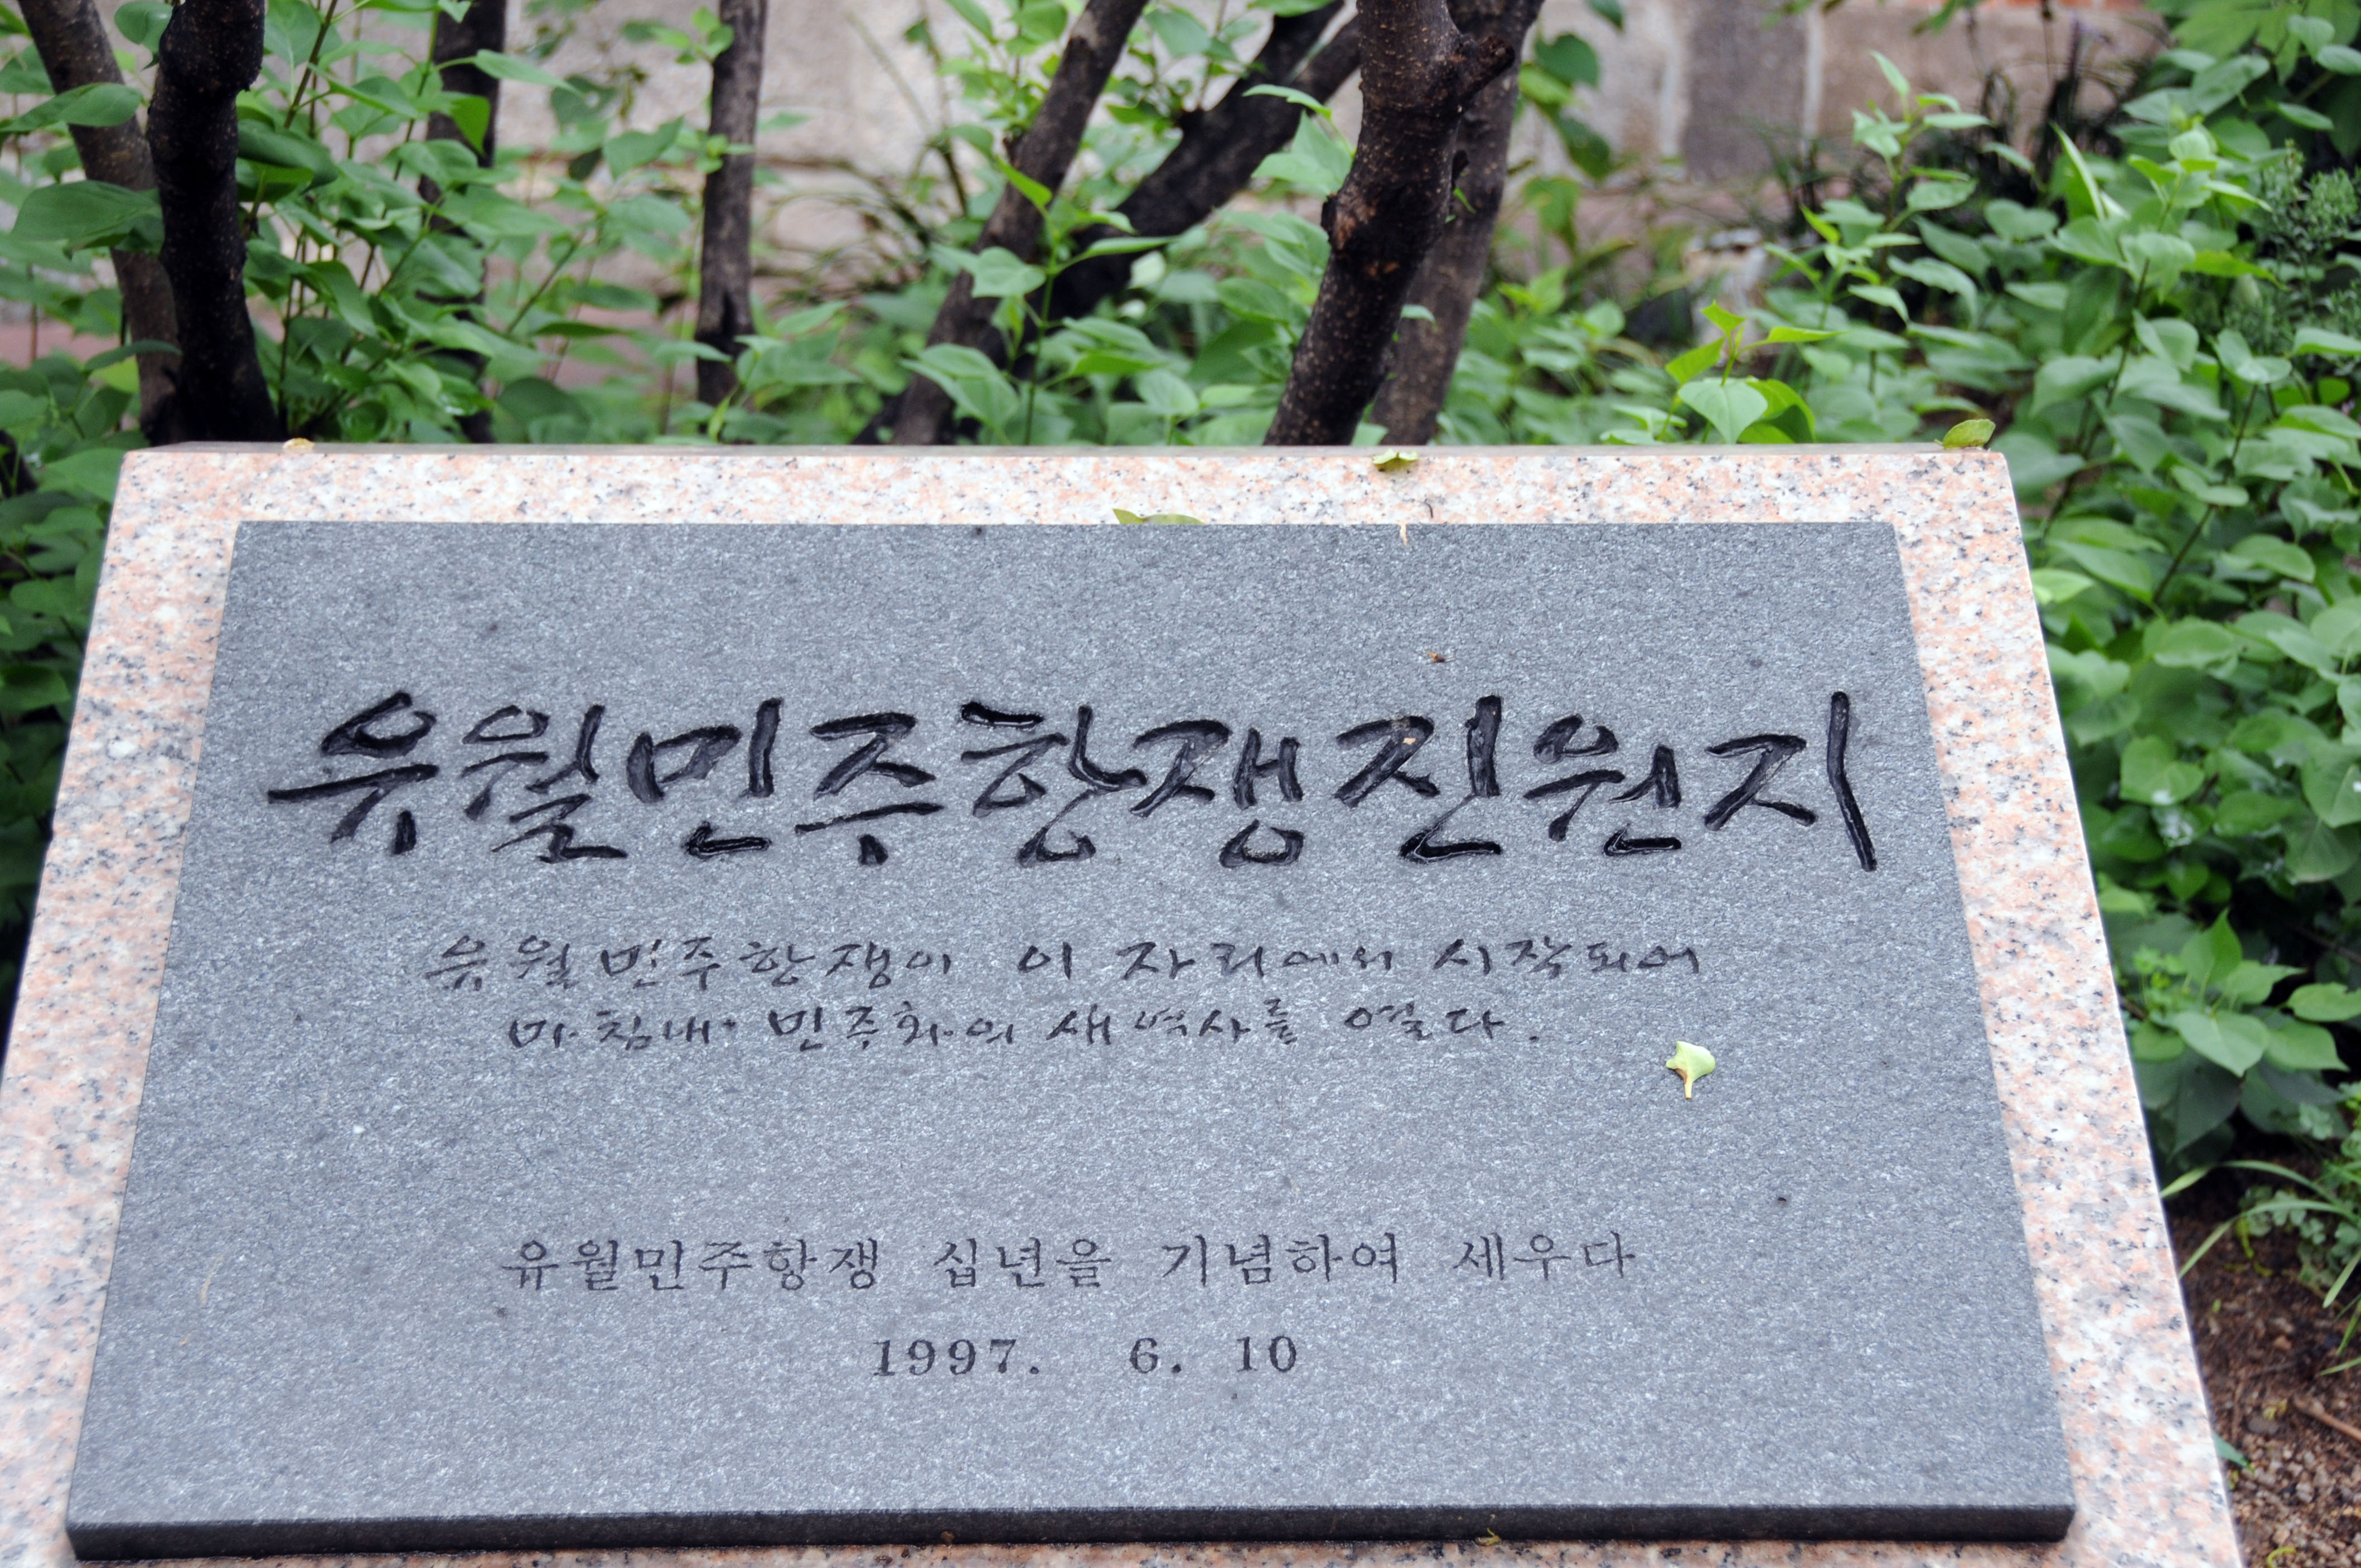 유월민주항쟁진원지
유월민주항쟁이 이 자리에서 시작되어
마침내 민주화의 새벽사를 열다.
유월민주항쟁 십년을 기념하여 세우다
1997. 6. 10